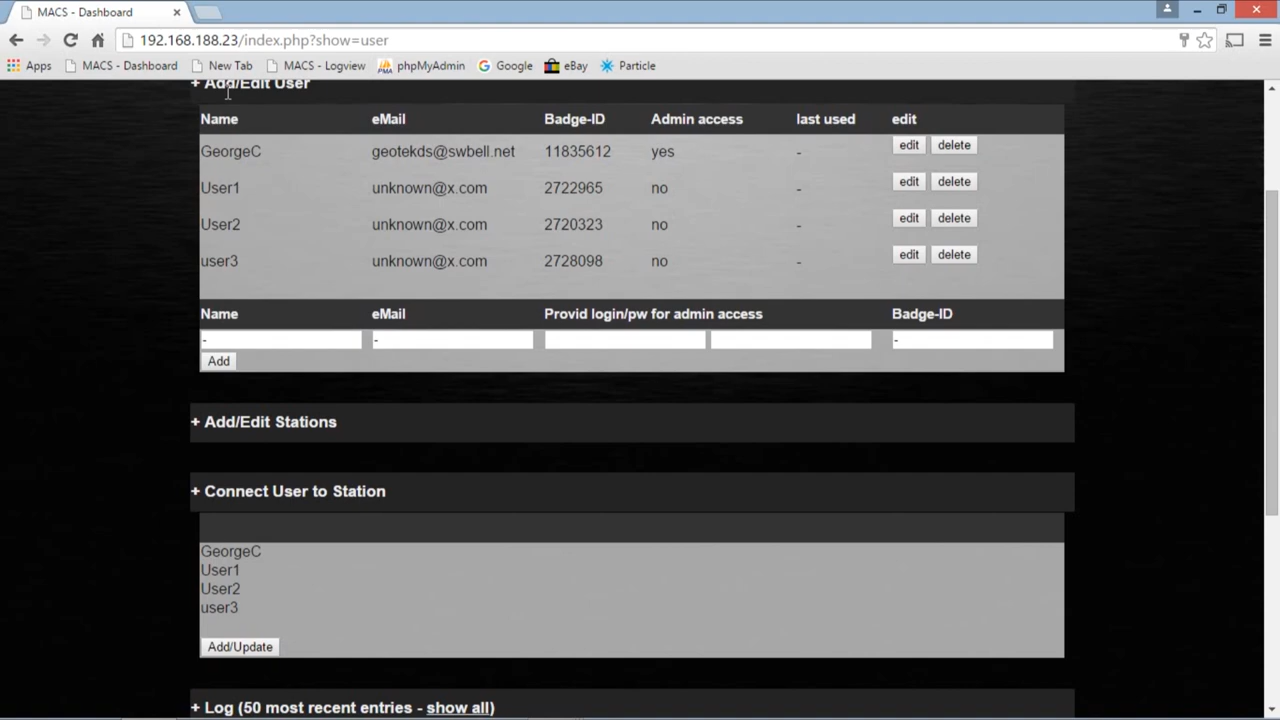 MACS - Dashboard
192.168.188.23/index.php?show=user
Apps MACS - Dashboard New Tab MACS - Logview phpMyAdmin Google eBay Particle
+ Add/Edit User
Name eMail Badge-ID Admin access last used edit
GeorgeC geotekds@swbell.net 11835612 yes - edit delete
User1 unknown@x.com 2722965 no - edit delete
User2 unknown@x.com 2720323 no - edit delete
user3 unknown@x.com 2728098 no - edit delete
Name eMail Provid login/pw for admin access Badge-ID
- - -
Add
+ Add/Edit Stations
+ Connect User to Station
GeorgeC
User1
User2
user3
Add/Update
+ Log (50 most recent entries - show all)